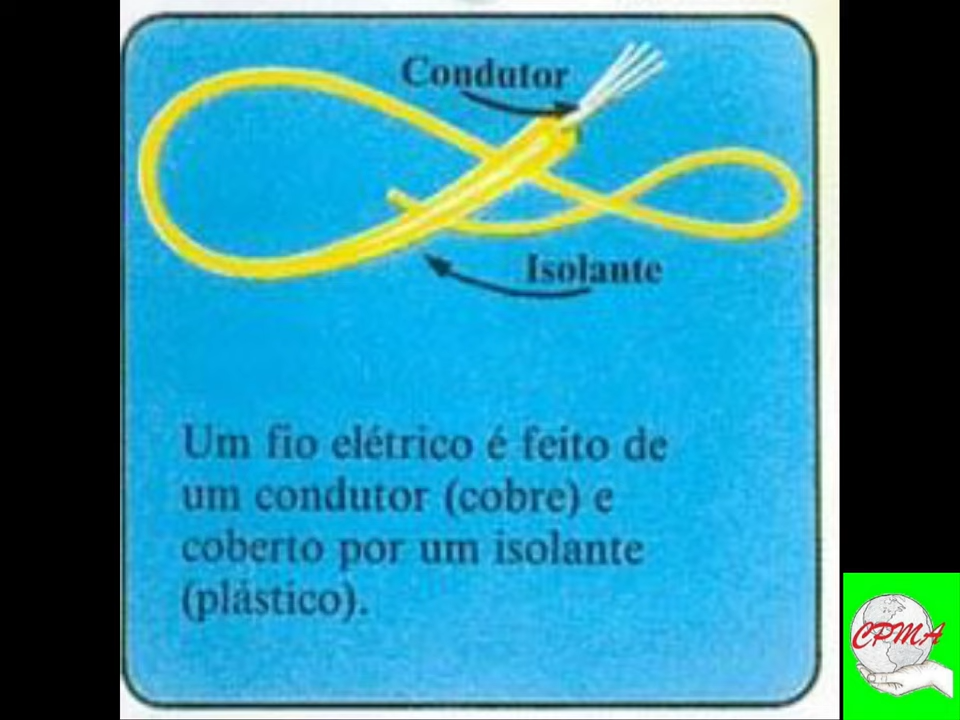 Condutor
Isolante
Um fio elétrico é feito de
um condutor (cobre) e
coberto por um isolante
(plástico).
CPMA